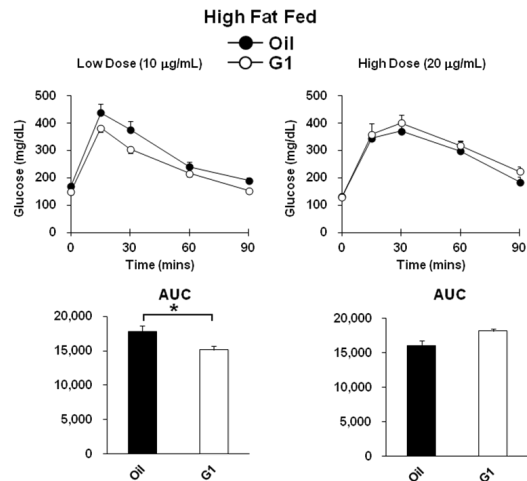 High Fat Fed
Oil
G1
Low Dose (10 µg/mL)
High Dose (20 µg/mL)
Glucose (mg/dL)
500
400
300
200
100
0
0 30 60 90
Time (mins)
Glucose (mg/dL)
500
400
300
200
100
0
0 30 60 90
Time (mins)
AUC
*
20,000
15,000
10,000
5,000
0
Oil G1
AUC
20,000
15,000
10,000
5,000
0
Oil G1